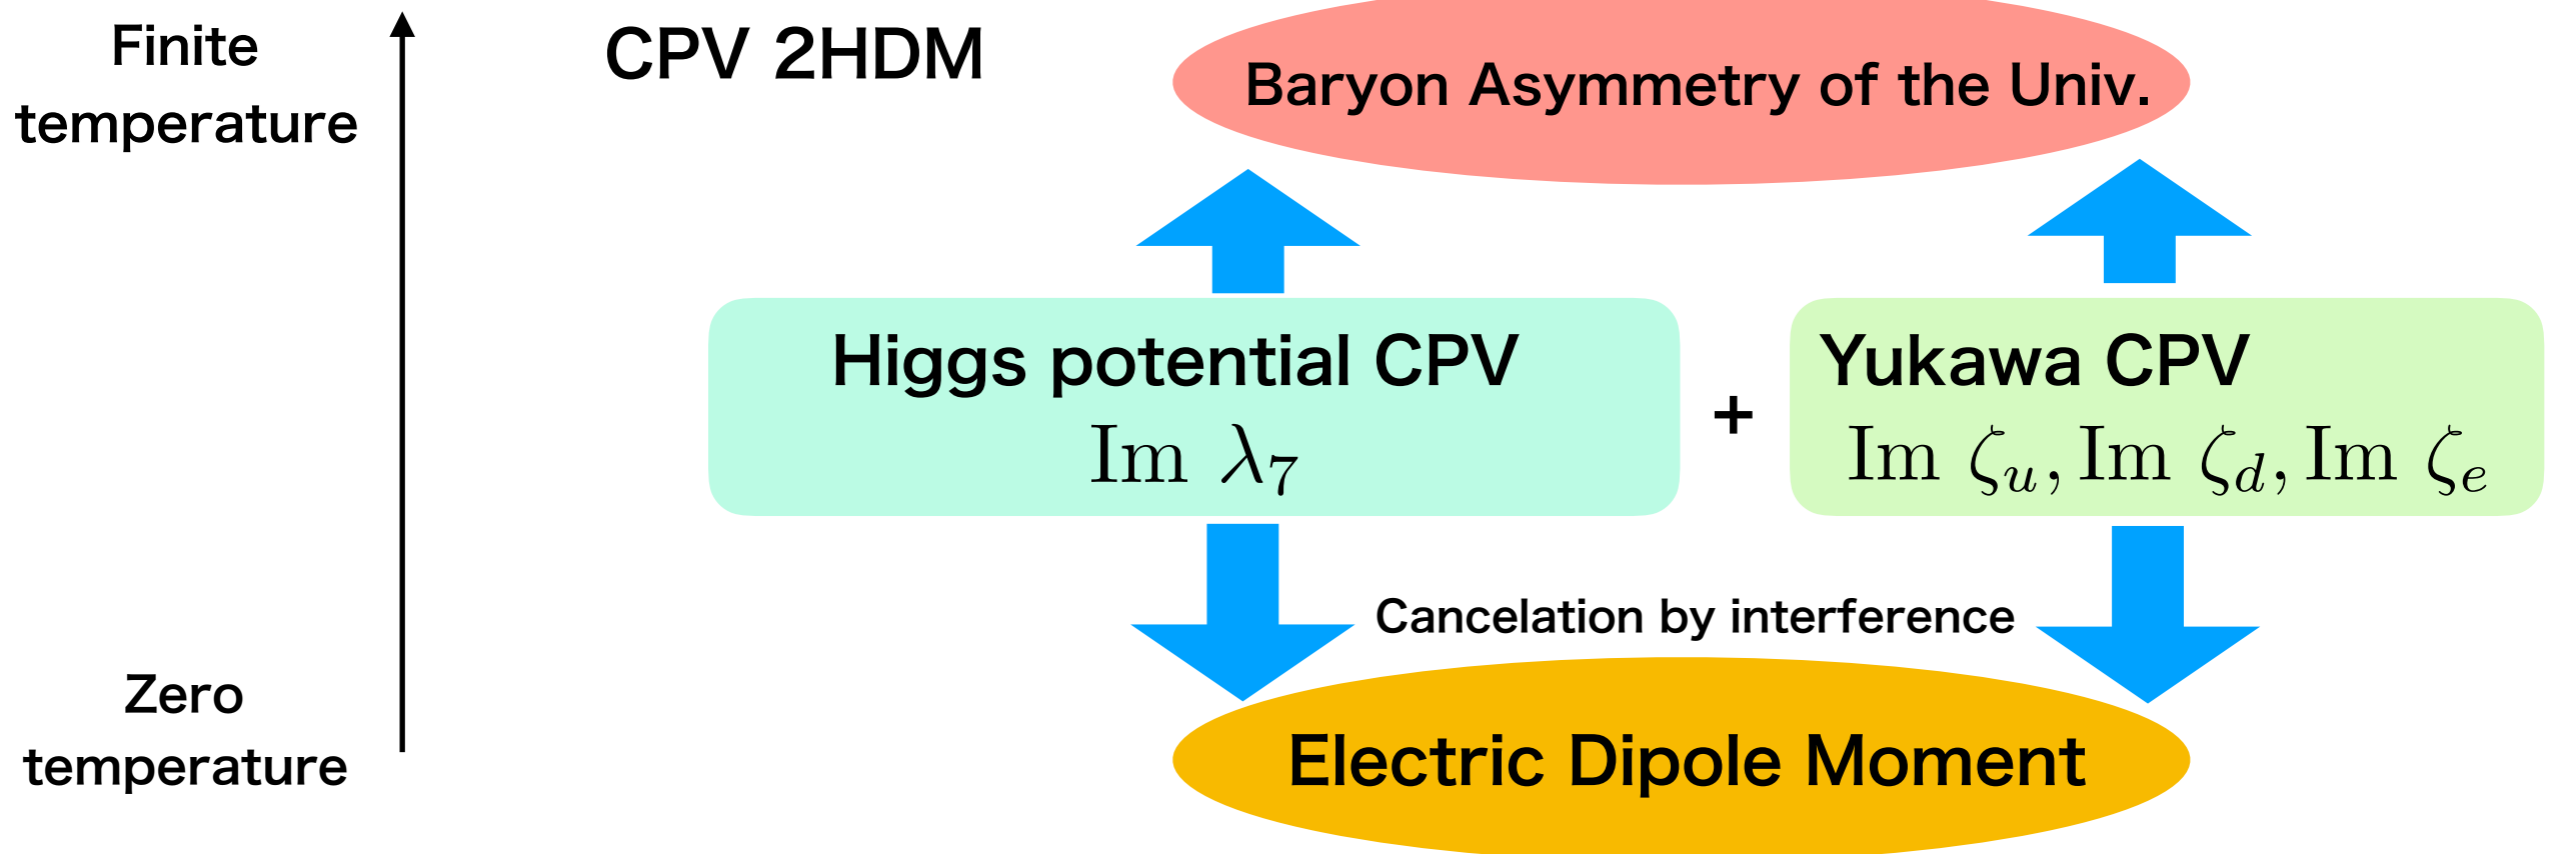 Finite
temperature
CPV 2HDM
Baryon Asymmetry of the Univ.
Higgs potential CPV
Im λ₇
+
Yukawa CPV
Im ζᵤ, Im ζ_d, Im ζₑ
Cancelation by interference
Zero
temperature
Electric Dipole Moment